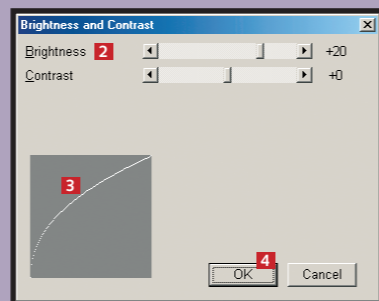 Brightness and Contrast
Brightness 2 +20
Contrast +0
3
4
OK Cancel